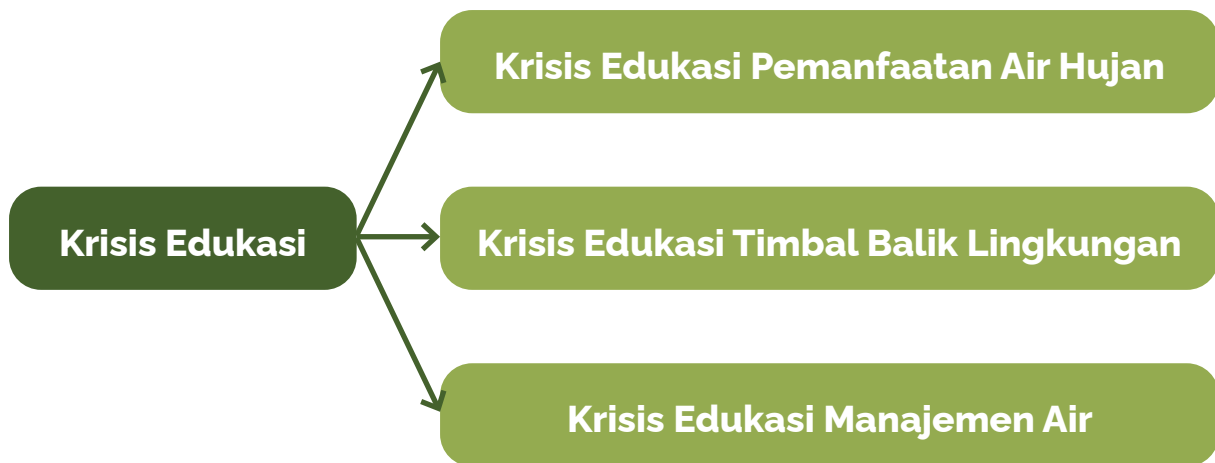 Krisis Edukasi Pemanfaatan Air Hujan
Krisis Edukasi
Krisis Edukasi Timbal Balik Lingkungan
Krisis Edukasi Manajemen Air